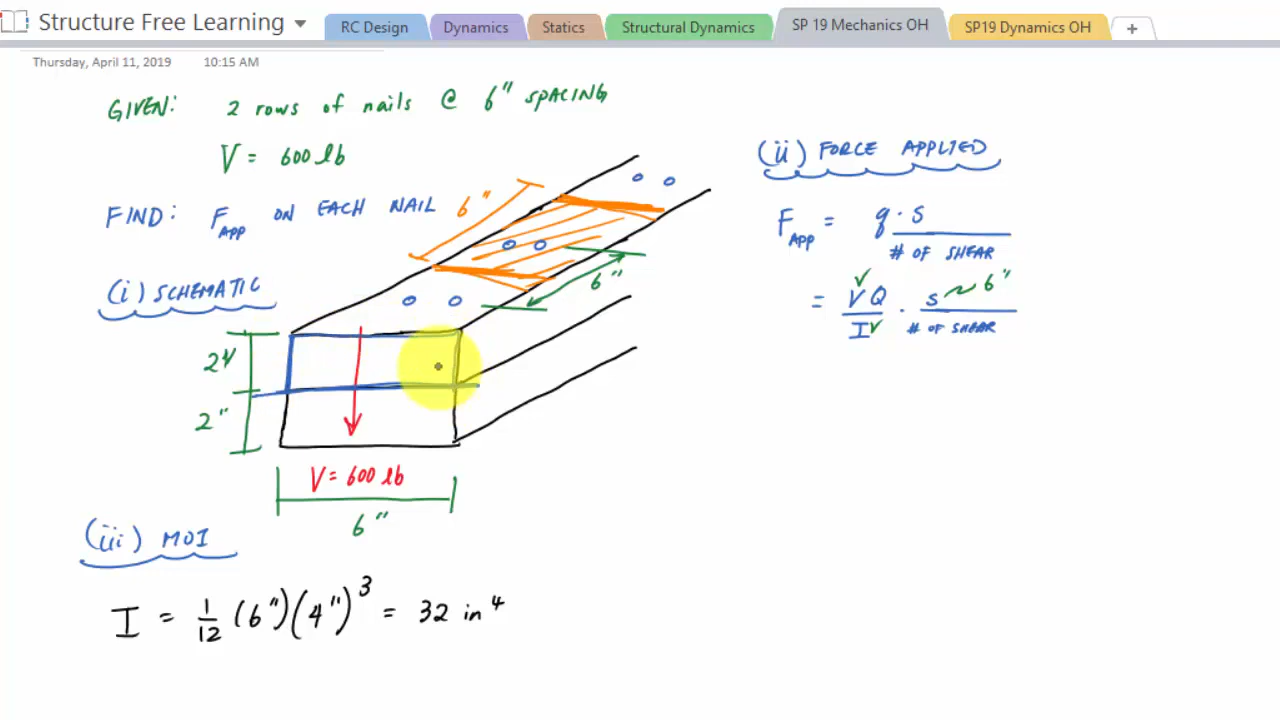 Structure Free Learning
RC Design
Dynamics
Statics
Structural Dynamics
SP 19 Mechanics OH
SP19 Dynamics OH
+
Thursday, April 11, 2019 10:15 AM
GIVEN: 2 rows of nails @ 6" SPACING
V = 600 lb
FIND: F_APP ON EACH NAIL
6"
(i) SCHEMATIC
6"
2"
2"
V = 600 lb
6"
(ii) FORCE APPLIED
F_APP = q · s / # OF SHEAR
= VQ / I · s / # OF SHEAR
✓ ✓ ~ 6"
(iii) MOI
I = 1/12 (6")(4")³ = 32 in⁴